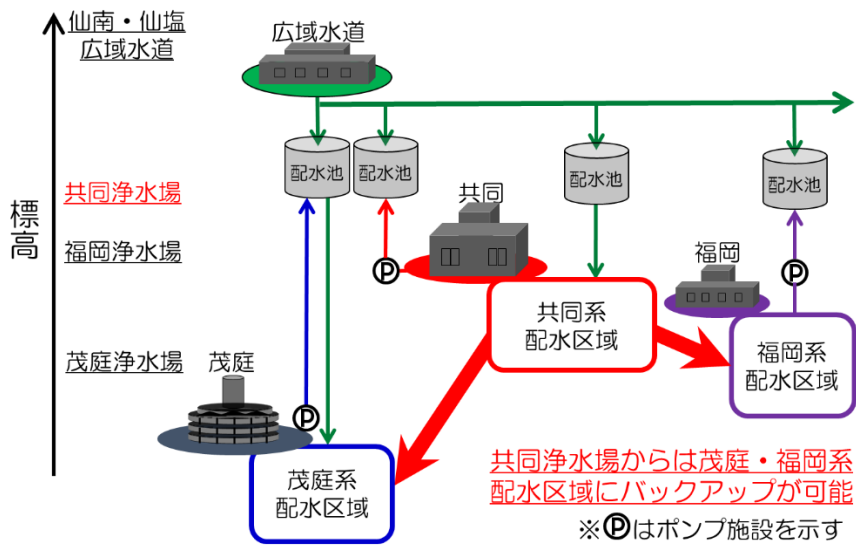 仙南・仙塩
広域水道
広域水道
配水池
配水池
配水池
配水池
標高
共同浄水場
共同
福岡浄水場
福岡
P
P
共同系
配水区域
福岡系
配水区域
茂庭浄水場
茂庭
P
茂庭系
配水区域
共同浄水場からは茂庭・福岡系
配水区域にバックアップが可能
※Ⓟはポンプ施設を示す